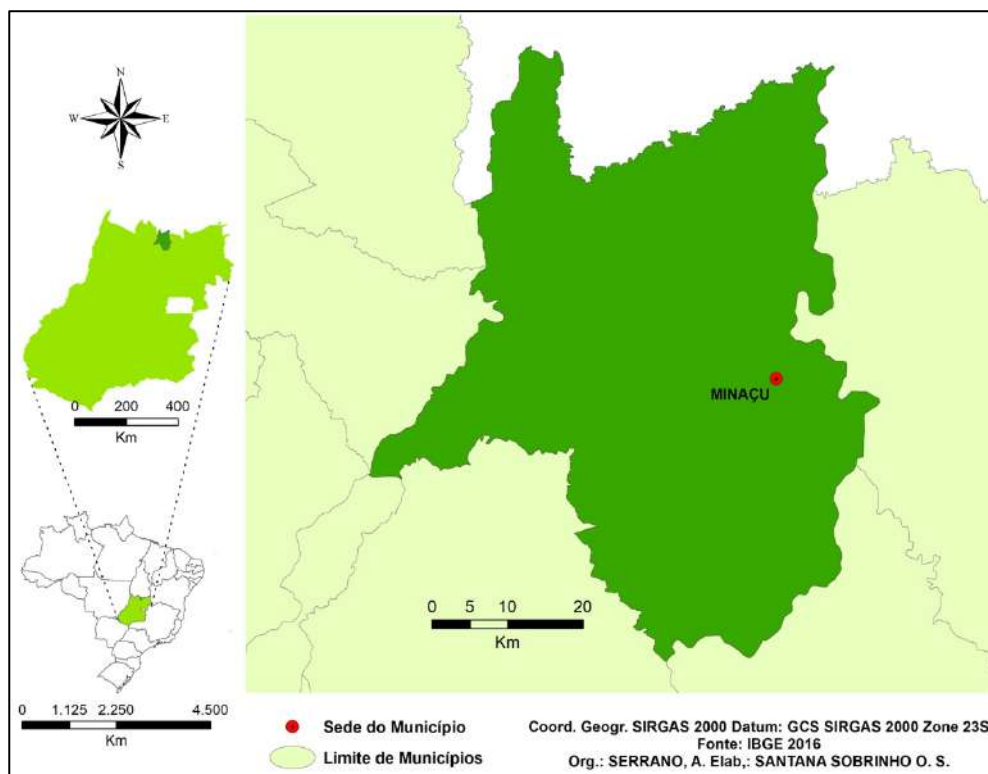 N
W E
S
0 200 400
Km
0 1.125 2.250 4.500
Km
MINAÇU
0 5 10 20
Km
Sede do Município
Limite de Municípios
Coord. Geogr. SIRGAS 2000 Datum: GCS SIRGAS 2000 Zone 23S
Fonte: IBGE 2016
Org.: SERRANO, A. Elab,: SANTANA SOBRINHO O. S.